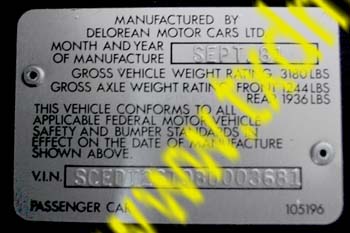 MANUFACTURED BY
DELOREAN MOTOR CARS LTD
MONTH AND YEAR
OF MANUFACTURE SEPT. 81
GROSS VEHICLE WEIGHT RATING 3180 LBS
GROSS AXLE WEIGHT RATING FRONT 1244 LBS
REAR 1936 LBS
THIS VEHICLE CONFORMS TO ALL
APPLICABLE FEDERAL MOTOR VEHICLE
SAFETY AND BUMPER STANDARDS IN
EFFECT ON THE DATE OF MANUFACTURE
SHOWN ABOVE.
V.I.N.
PASSENGER CAR 105196